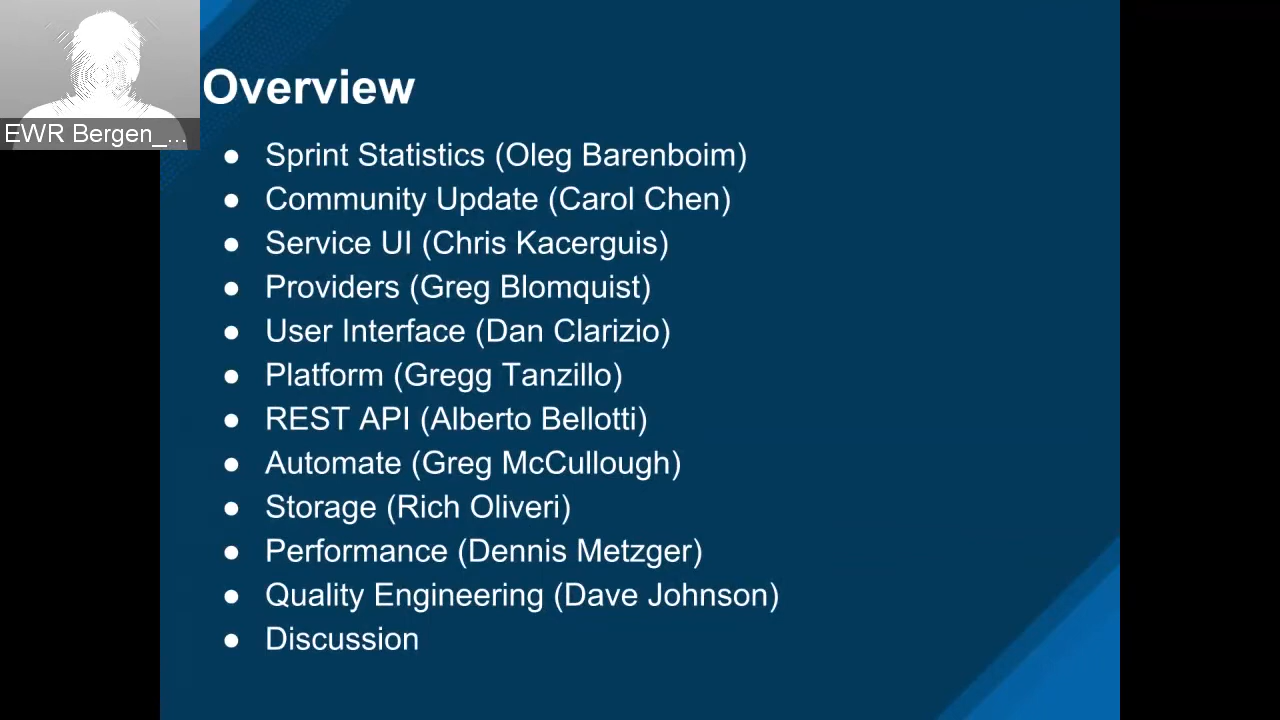 Overview
EWR Bergen_...
● Sprint Statistics (Oleg Barenboim)
● Community Update (Carol Chen)
● Service UI (Chris Kacerguis)
● Providers (Greg Blomquist)
● User Interface (Dan Clarizio)
● Platform (Gregg Tanzillo)
● REST API (Alberto Bellotti)
● Automate (Greg McCullough)
● Storage (Rich Oliveri)
● Performance (Dennis Metzger)
● Quality Engineering (Dave Johnson)
● Discussion